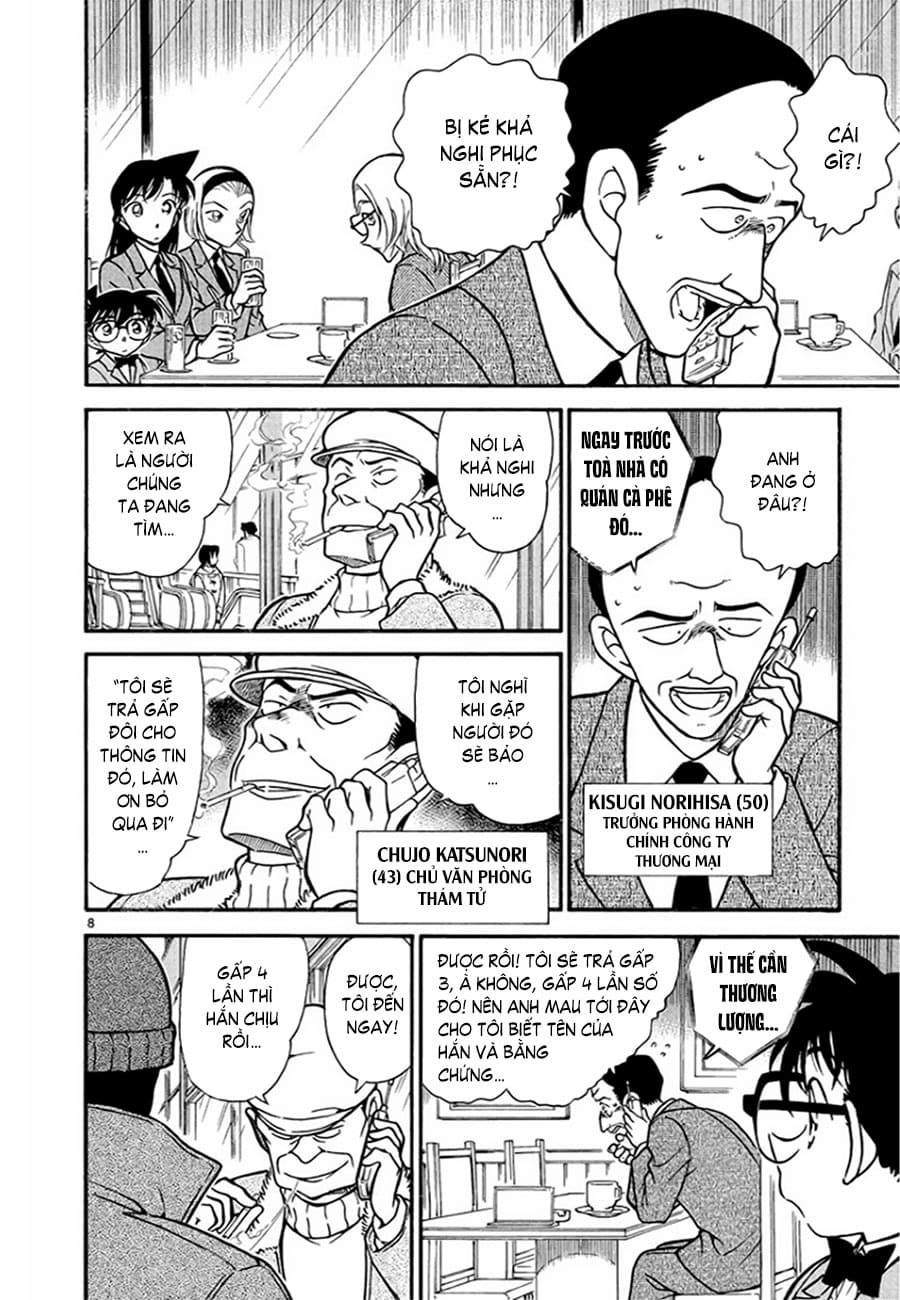 CÁI
GÌ?!
BỊ KẺ KHẢ
NGHI PHỤC
SẴN?!
ANH
ĐANG Ở
ĐÂU?!
NGAY TRƯỚC
TOÀ NHÀ CÓ
QUÁN CÀ PHÊ
ĐÓ...
KISUGI NORIHISA (50)
TRƯỞNG PHÒNG HÀNH
CHÍNH CÔNG TY
THƯƠNG MẠI
NÓI LÀ
KHẢ NGHI
NHƯNG
...
XEM RA
LÀ NGƯỜI
CHÚNG
TA ĐANG
TÌM...
TÔI NGHĨ
KHI GẶP
NGƯỜI ĐÓ
SẼ BẢO
...
"TÔI SẼ
TRẢ GẤP
ĐÔI CHO
THÔNG TIN
ĐÓ, LÀM
ƠN BỎ
QUA ĐI"
...
CHUJO KATSUNORI
(43) CHỦ VĂN PHÒNG
THÁM TỬ
8
VÌ THẾ CẦN
THƯƠNG
LƯỢNG...
ĐƯỢC RỒI! TÔI SẼ TRẢ GẤP
3, À KHÔNG, GẤP 4 LẦN SỐ
ĐÓ! NÊN ANH MAU TỚI ĐÂY
CHO TÔI BIẾT TÊN CỦA
HẮN VÀ BẰNG
CHỨNG...
ĐƯỢC,
TÔI ĐẾN
NGAY!
GẤP 4
LẦN THÌ
HẮN CHỊU
RỒI...